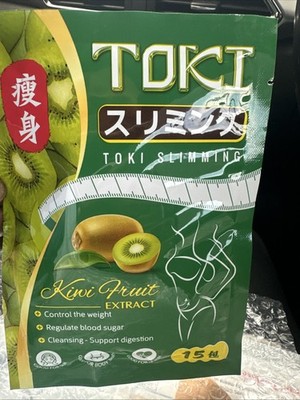 TOKI
瘦身
スリミング
TOKI SLIMMING
Kiwi Fruit
EXTRACT
Control the weight
Regulate blood sugar
Cleansing - Support digestion
15包